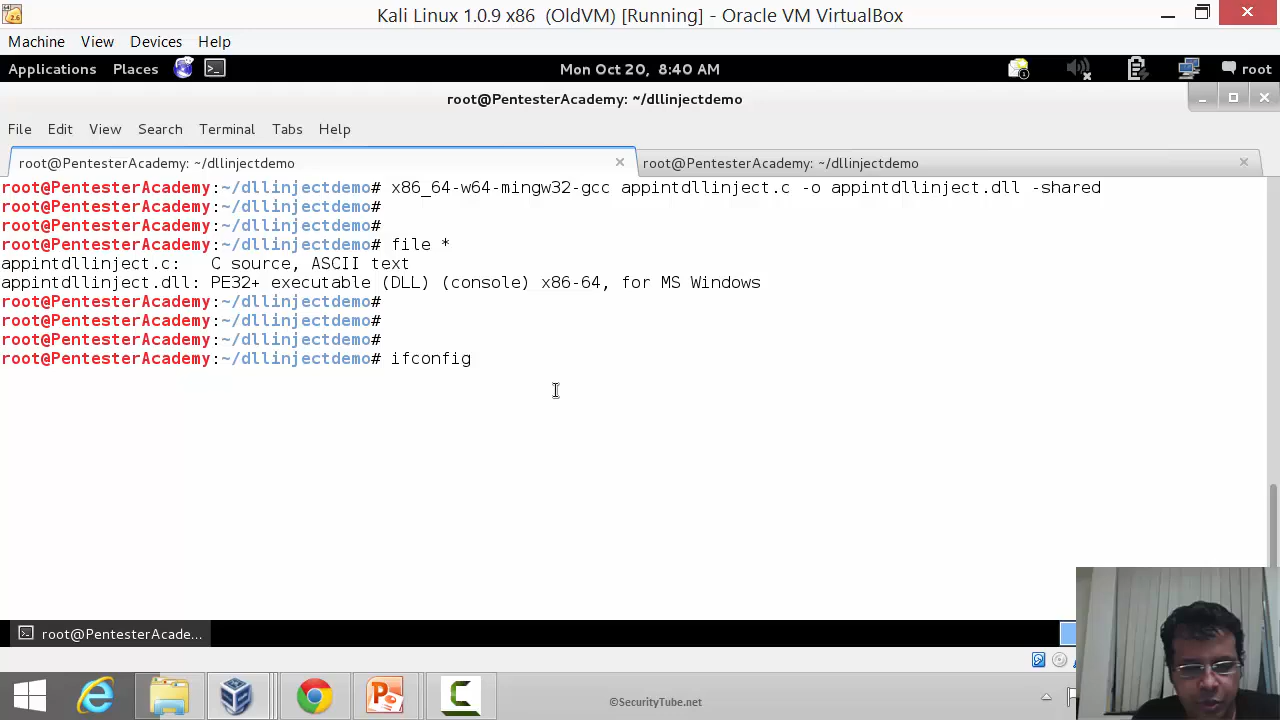 Kali Linux 1.0.9 x86 (OldVM) [Running] - Oracle VM VirtualBox
Machine View Devices Help
Applications Places Mon Oct 20, 8:40 AM root
root@PentesterAcademy: ~/dllinjectdemo
File Edit View Search Terminal Tabs Help
root@PentesterAcademy: ~/dllinjectdemo root@PentesterAcademy: ~/dllinjectdemo
root@PentesterAcademy:~/dllinjectdemo# x86_64-w64-mingw32-gcc appintdllinject.c -o appintdllinject.dll -shared
root@PentesterAcademy:~/dllinjectdemo#
root@PentesterAcademy:~/dllinjectdemo#
root@PentesterAcademy:~/dllinjectdemo# file *
appintdllinject.c: C source, ASCII text
appintdllinject.dll: PE32+ executable (DLL) (console) x86-64, for MS Windows
root@PentesterAcademy:~/dllinjectdemo#
root@PentesterAcademy:~/dllinjectdemo#
root@PentesterAcademy:~/dllinjectdemo#
root@PentesterAcademy:~/dllinjectdemo# ifconfig
root@PentesterAcade...
©SecurityTube.net